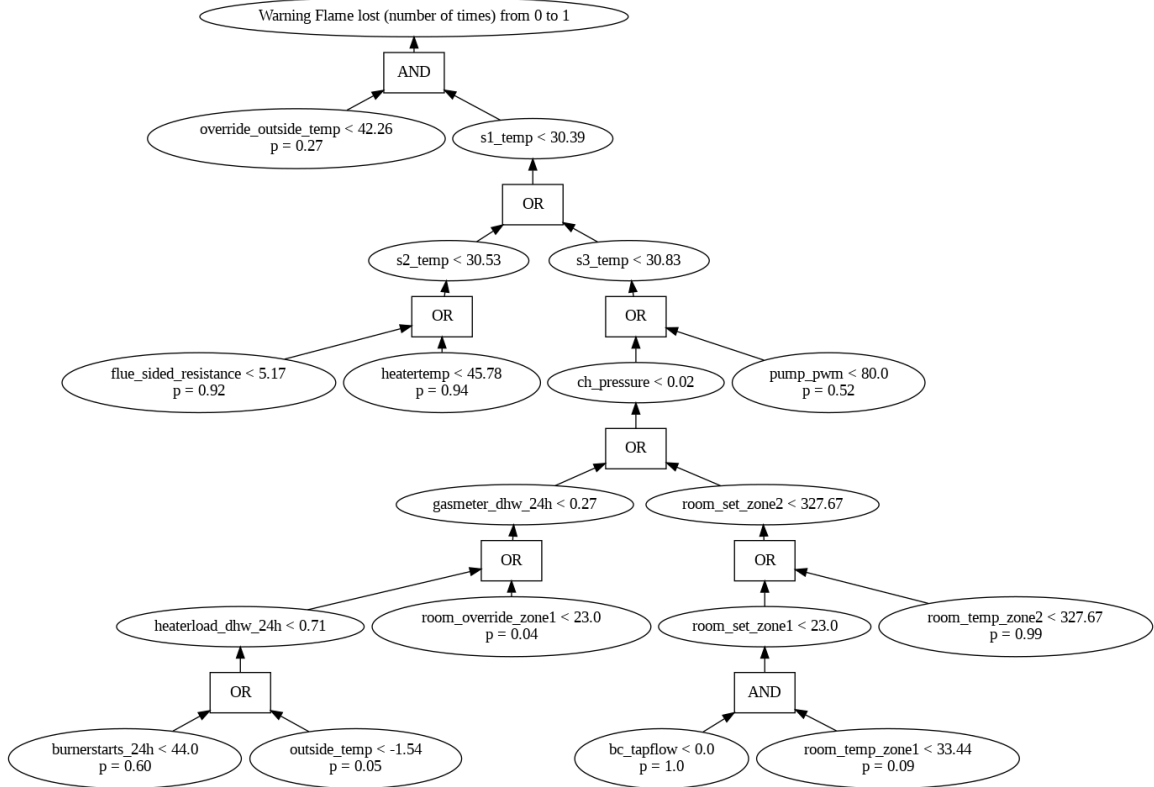 Warning Flame lost (number of times) from 0 to 1
AND
override_outside_temp < 42.26
p = 0.27
s1_temp < 30.39
OR
s2_temp < 30.53
s3_temp < 30.83
OR
OR
flue_sided_resistance < 5.17
p = 0.92
heatertemp < 45.78
p = 0.94
ch_pressure < 0.02
pump_pwm < 80.0
p = 0.52
OR
gasmeter_dhw_24h < 0.27
room_set_zone2 < 327.67
OR
OR
heaterload_dhw_24h < 0.71
room_override_zone1 < 23.0
p = 0.04
room_set_zone1 < 23.0
room_temp_zone2 < 327.67
p = 0.99
OR
AND
burnerstarts_24h < 44.0
p = 0.60
outside_temp < -1.54
p = 0.05
bc_tapflow < 0.0
p = 1.0
room_temp_zone1 < 33.44
p = 0.09